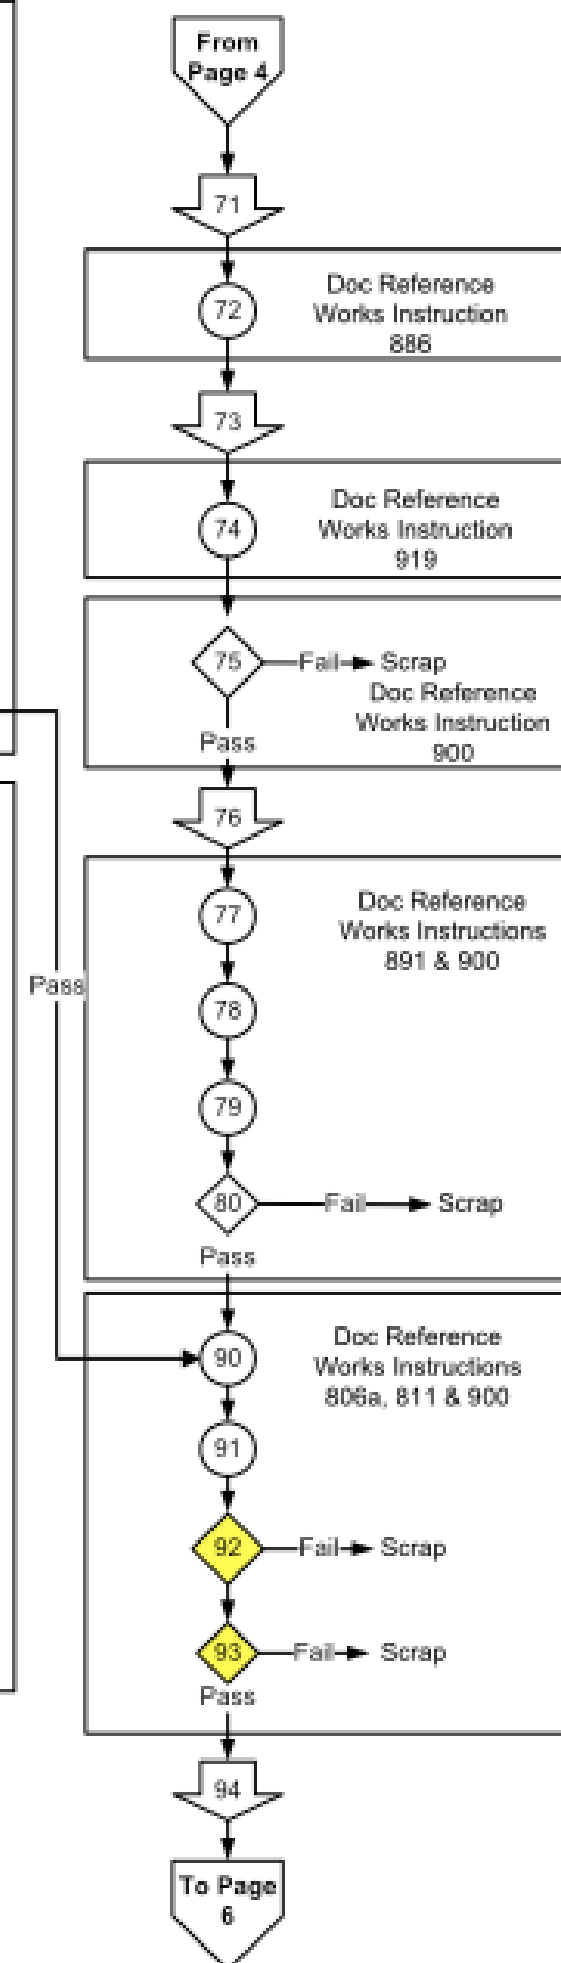 From
Page 4
71
72
Doc Reference
Works Instruction
886
73
74
Doc Reference
Works Instruction
919
75
Fail
Scrap
Doc Reference
Works Instruction
900
Pass
76
77
Doc Reference
Works Instructions
891 & 900
Pass
78
79
80
Fail
Scrap
Pass
90
Doc Reference
Works Instructions
806a, 811 & 900
91
92
Fail
Scrap
93
Fail
Scrap
Pass
94
To Page
6